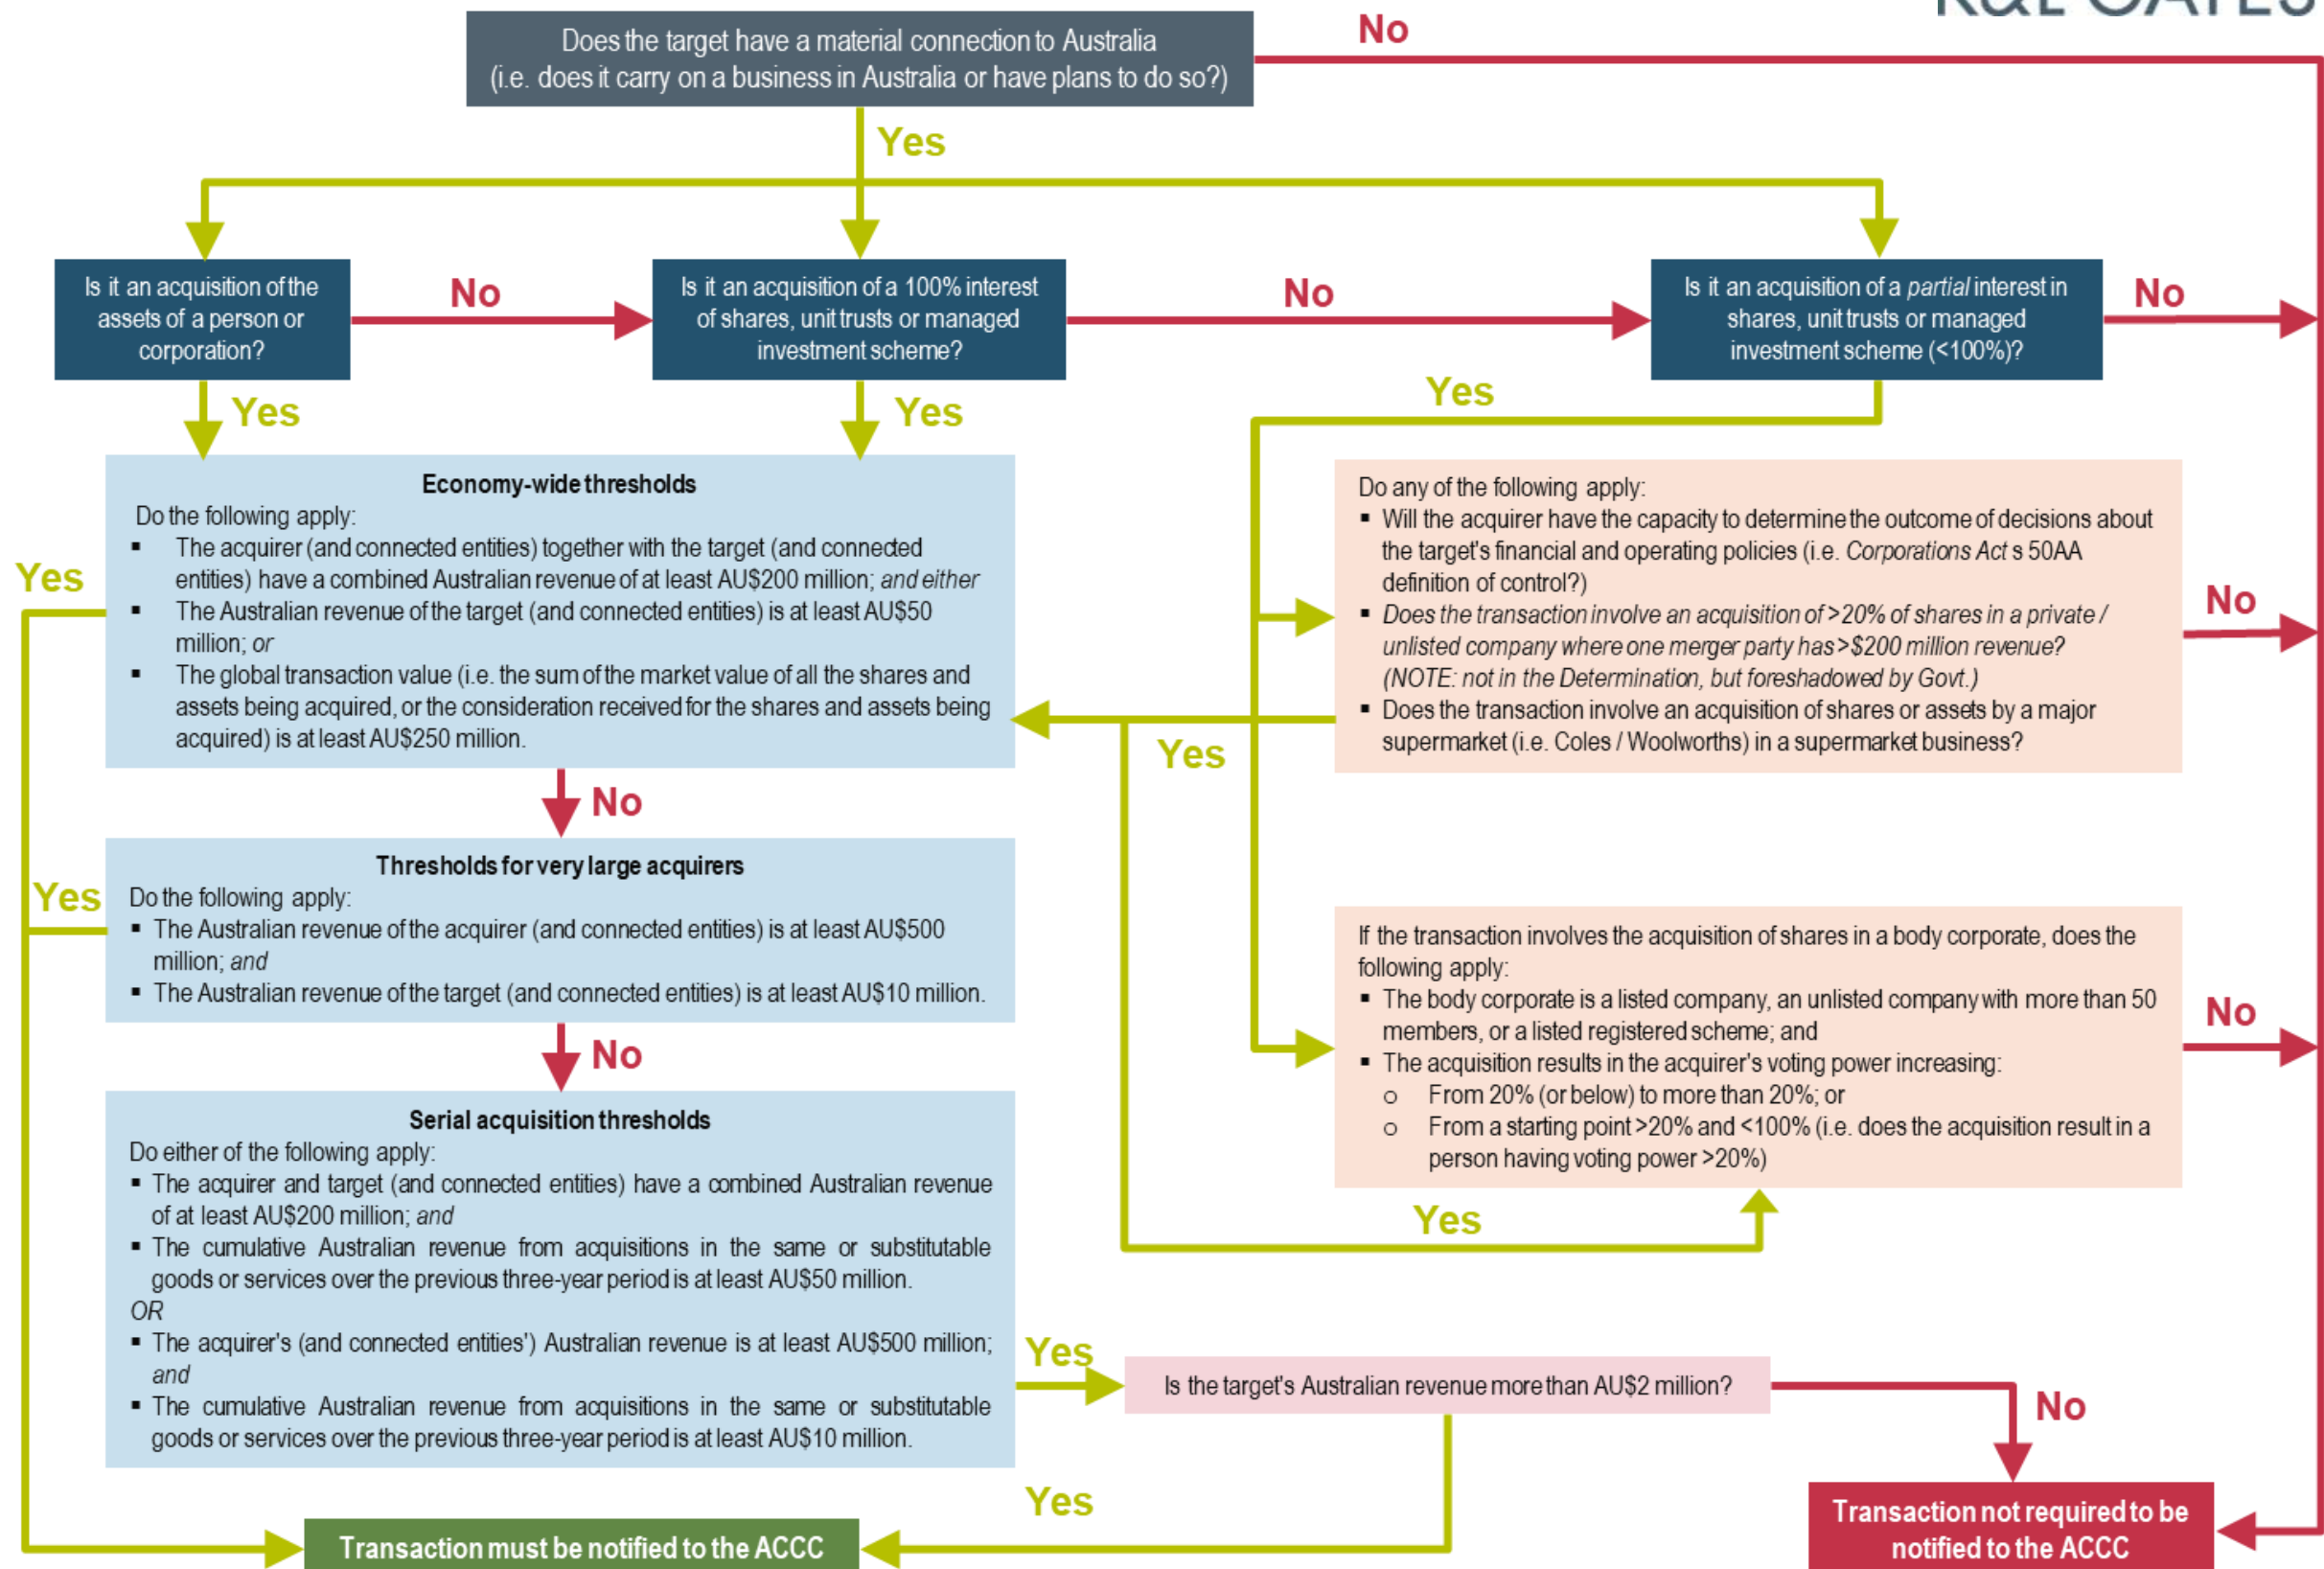 K&L GATES
Does the target have a material connection to Australia
(i.e. does it carry on a business in Australia or have plans to do so?)
No
Yes
Is it an acquisition of the
assets of a person or
corporation?
No
Is it an acquisition of a 100% interest
of shares, unit trusts or managed
investment scheme?
No
Is it an acquisition of a partial interest in
shares, unit trusts or managed
investment scheme (<100%)?
No
Yes
Yes
Yes
Economy-wide thresholds
Do the following apply:
▪ The acquirer (and connected entities) together with the target (and connected
entities) have a combined Australian revenue of at least AU$200 million; and either
▪ The Australian revenue of the target (and connected entities) is at least AU$50
million; or
▪ The global transaction value (i.e. the sum of the market value of all the shares and
assets being acquired, or the consideration received for the shares and assets being
acquired) is at least AU$250 million.
Yes
No
Do any of the following apply:
▪ Will the acquirer have the capacity to determine the outcome of decisions about
the target's financial and operating policies (i.e. Corporations Act s 50AA
definition of control?)
▪ Does the transaction involve an acquisition of >20% of shares in a private /
unlisted company where one merger party has >$200 million revenue?
(NOTE: not in the Determination, but foreshadowed by Govt.)
▪ Does the transaction involve an acquisition of shares or assets by a major
supermarket (i.e. Coles / Woolworths) in a supermarket business?
No
Yes
Thresholds for very large acquirers
Do the following apply:
▪ The Australian revenue of the acquirer (and connected entities) is at least AU$500
million; and
▪ The Australian revenue of the target (and connected entities) is at least AU$10 million.
Yes
No
If the transaction involves the acquisition of shares in a body corporate, does the
following apply:
▪ The body corporate is a listed company, an unlisted company with more than 50
members, or a listed registered scheme; and
▪ The acquisition results in the acquirer's voting power increasing:
o From 20% (or below) to more than 20%; or
o From a starting point >20% and <100% (i.e. does the acquisition result in a
person having voting power >20%)
No
Yes
Serial acquisition thresholds
Do either of the following apply:
▪ The acquirer and target (and connected entities) have a combined Australian revenue
of at least AU$200 million; and
▪ The cumulative Australian revenue from acquisitions in the same or substitutable
goods or services over the previous three-year period is at least AU$50 million.
OR
▪ The acquirer's (and connected entities') Australian revenue is at least AU$500 million;
and
▪ The cumulative Australian revenue from acquisitions in the same or substitutable
goods or services over the previous three-year period is at least AU$10 million.
Yes
Is the target's Australian revenue more than AU$2 million?
No
Yes
Transaction must be notified to the ACCC
Transaction not required to be
notified to the ACCC